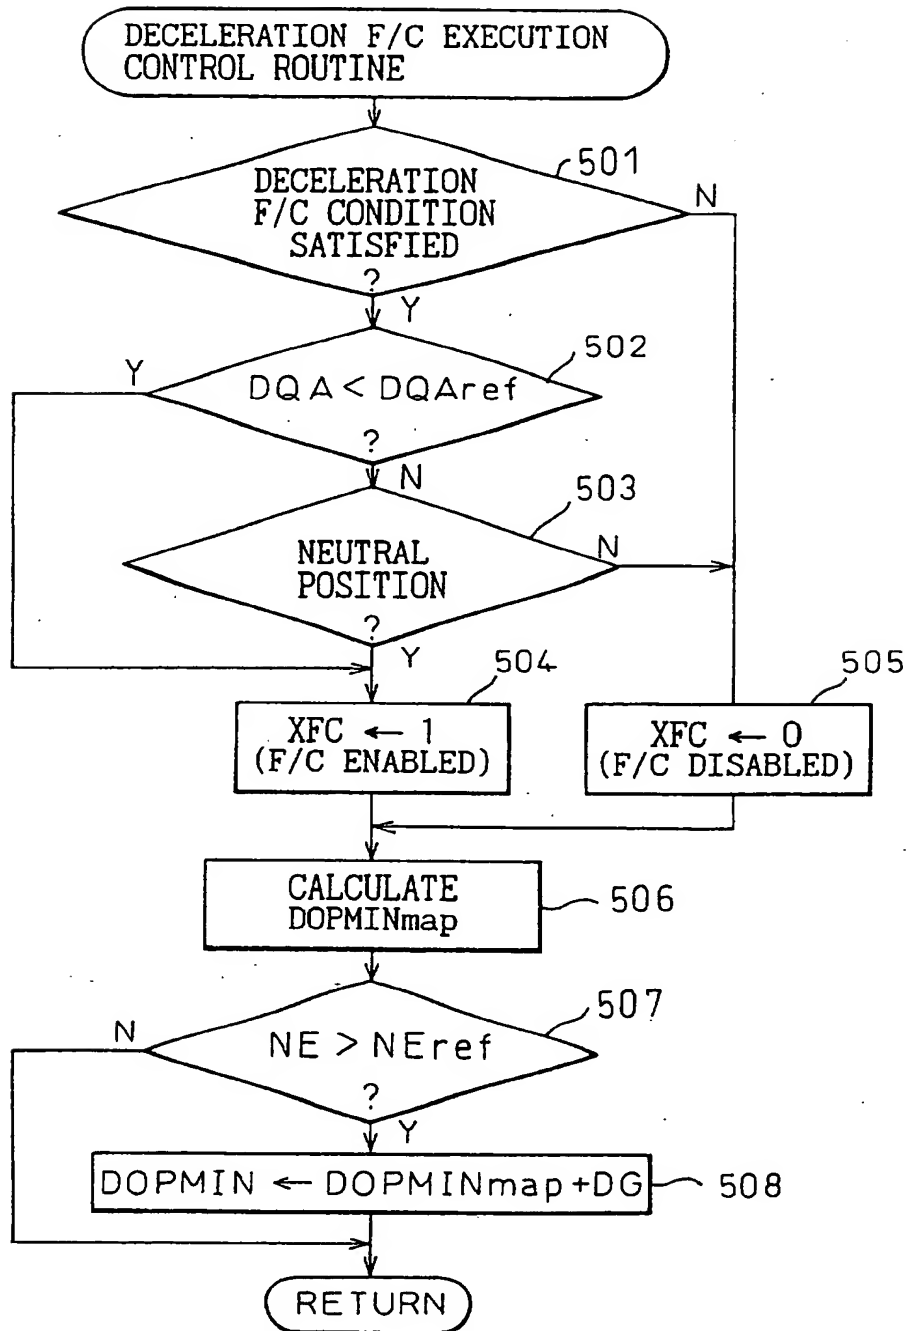 DECELERATION F/C EXECUTION
CONTROL ROUTINE
501
DECELERATION
F/C CONDITION
SATISFIED
?
N
Y
502
Y
DQA < DQAref
?
N
503
NEUTRAL
POSITION
?
N
Y
504
XFC ← 1
(F/C ENABLED)
505
XFC ← 0
(F/C DISABLED)
CALCULATE
DOPMINmap
506
507
N
NE > NEref
?
Y
DOPMIN ← DOPMINmap+DG
508
RETURN